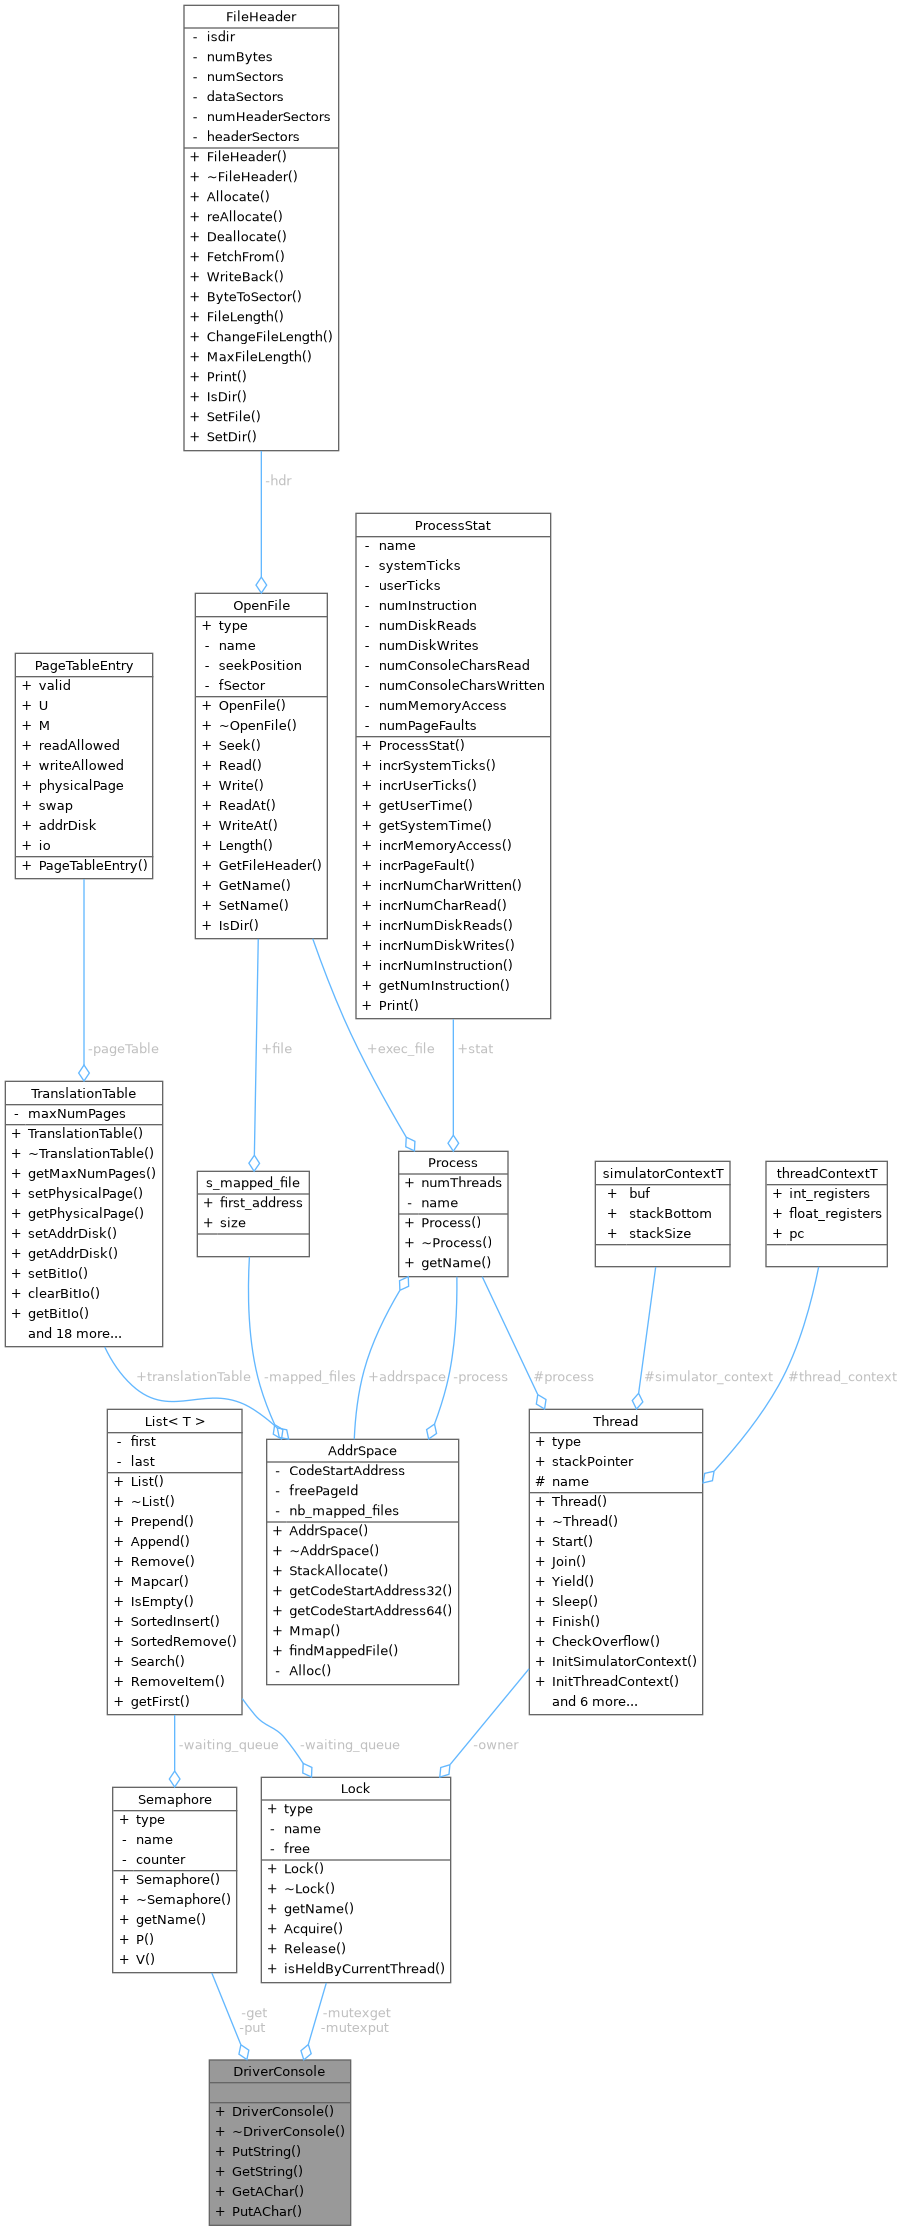 FileHeader
- isdir
- numBytes
- numSectors
- dataSectors
- numHeaderSectors
- headerSectors
+ FileHeader()
+ ~FileHeader()
+ Allocate()
+ reAllocate()
+ Deallocate()
+ FetchFrom()
+ WriteBack()
+ ByteToSector()
+ FileLength()
+ ChangeFileLength()
+ MaxFileLength()
+ Print()
+ IsDir()
+ SetFile()
+ SetDir()
-hdr
ProcessStat
- name
- systemTicks
- userTicks
- numInstruction
- numDiskReads
- numDiskWrites
- numConsoleCharsRead
- numConsoleCharsWritten
- numMemoryAccess
- numPageFaults
+ ProcessStat()
+ incrSystemTicks()
+ incrUserTicks()
+ getUserTime()
+ getSystemTime()
+ incrMemoryAccess()
+ incrPageFault()
+ incrNumCharWritten()
+ incrNumCharRead()
+ incrNumDiskReads()
+ incrNumDiskWrites()
+ incrNumInstruction()
+ getNumInstruction()
+ Print()
OpenFile
+ type
- name
- seekPosition
- fSector
+ OpenFile()
+ ~OpenFile()
+ Seek()
+ Read()
+ Write()
+ ReadAt()
+ WriteAt()
+ Length()
+ GetFileHeader()
+ GetName()
+ SetName()
+ IsDir()
PageTableEntry
+ valid
+ U
+ M
+ readAllowed
+ writeAllowed
+ physicalPage
+ swap
+ addrDisk
+ io
+ PageTableEntry()
-pageTable
+file
+exec_file
+stat
TranslationTable
- maxNumPages
+ TranslationTable()
+ ~TranslationTable()
+ getMaxNumPages()
+ setPhysicalPage()
+ getPhysicalPage()
+ setAddrDisk()
+ getAddrDisk()
+ setBitIo()
+ clearBitIo()
+ getBitIo()
and 18 more...
s_mapped_file
+ first_address
+ size
Process
+ numThreads
- name
+ Process()
+ ~Process()
+ getName()
simulatorContextT
+ buf
+ stackBottom
+ stackSize
threadContextT
+ int_registers
+ float_registers
+ pc
+translationTable
-mapped_files
+addrspace
-process
#process
#simulator_context
#thread_context
List< T >
- first
- last
+ List()
+ ~List()
+ Prepend()
+ Append()
+ Remove()
+ Mapcar()
+ IsEmpty()
+ SortedInsert()
+ SortedRemove()
+ Search()
+ RemoveItem()
+ getFirst()
AddrSpace
- CodeStartAddress
- freePageId
- nb_mapped_files
+ AddrSpace()
+ ~AddrSpace()
+ StackAllocate()
+ getCodeStartAddress32()
+ getCodeStartAddress64()
+ Mmap()
+ findMappedFile()
- Alloc()
Thread
+ type
+ stackPointer
# name
+ Thread()
+ ~Thread()
+ Start()
+ Join()
+ Yield()
+ Sleep()
+ Finish()
+ CheckOverflow()
+ InitSimulatorContext()
+ InitThreadContext()
and 6 more...
-waiting_queue
-waiting_queue
-owner
Semaphore
+ type
- name
- counter
+ Semaphore()
+ ~Semaphore()
+ getName()
+ P()
+ V()
Lock
+ type
- name
- free
+ Lock()
+ ~Lock()
+ getName()
+ Acquire()
+ Release()
+ isHeldByCurrentThread()
-get
-put
-mutexget
-mutexput
DriverConsole
+ DriverConsole()
+ ~DriverConsole()
+ PutString()
+ GetString()
+ GetAChar()
+ PutAChar()